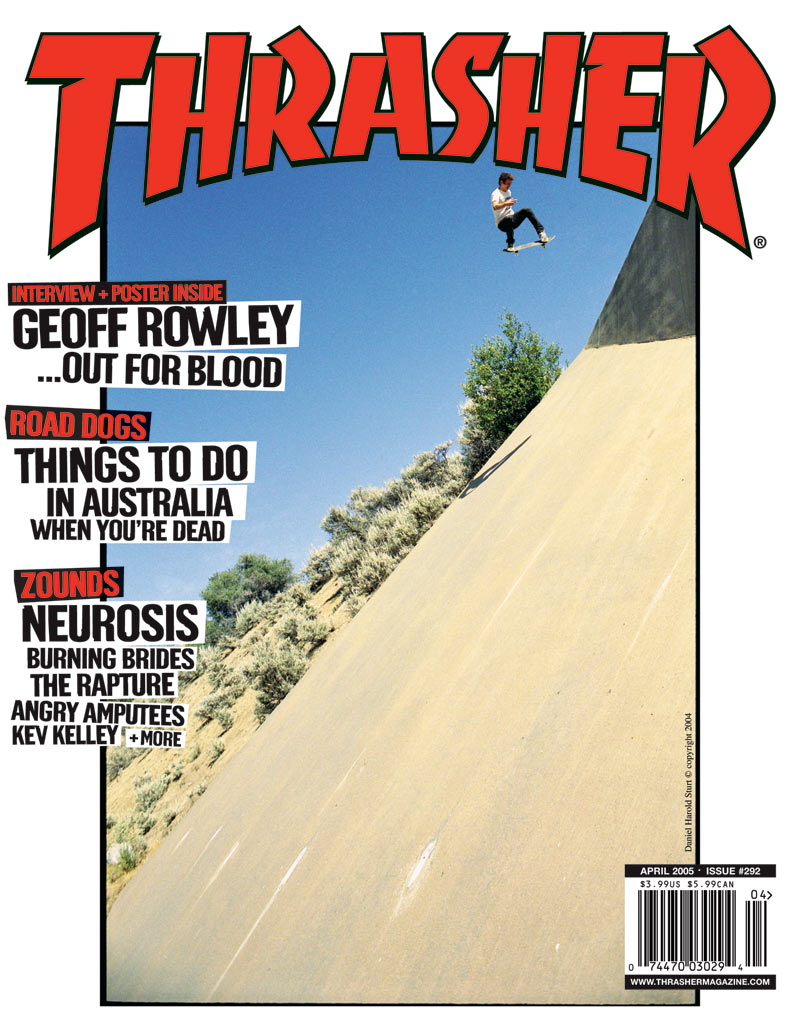 THRASHER
®
INTERVIEW + POSTER INSIDE
GEOFF ROWLEY
...OUT FOR BLOOD
ROAD DOGS
THINGS TO DO
IN AUSTRALIA
WHEN YOU'RE DEAD
ZOUNDS
NEUROSIS
BURNING BRIDES
THE RAPTURE
ANGRY AMPUTEES
KEV KELLEY + MORE
Daniel Harold Sturt © copyright 2004
APRIL 2005 · ISSUE #292
$3.99US $5.99CAN
04>
0 74470 03029 4
WWW.THRASHERMAGAZINE.COM